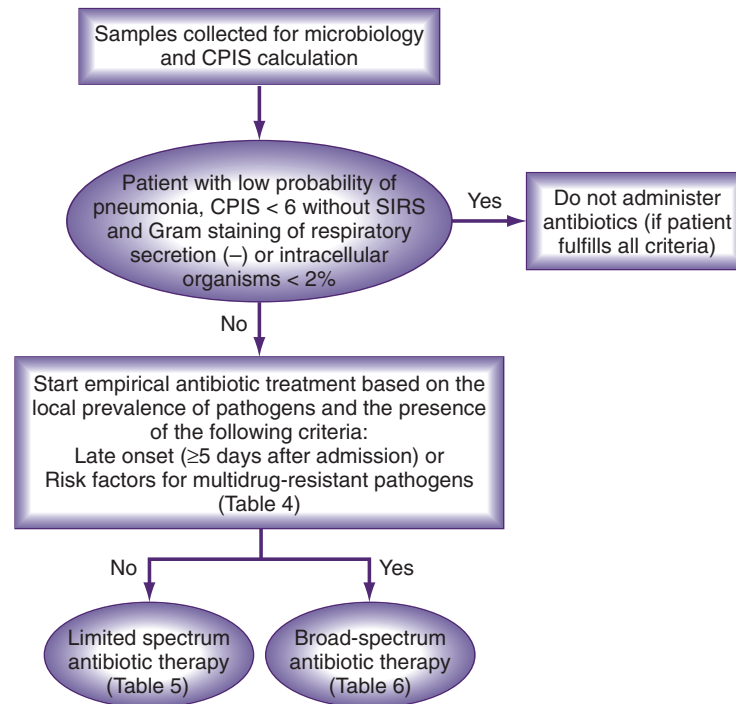 Samples collected for microbiology
and CPIS calculation
Patient with low probability of
pneumonia, CPIS < 6 without SIRS
and Gram staining of respiratory
secretion (–) or intracellular
organisms < 2%
Yes
Do not administer
antibiotics (if patient
fulfills all criteria)
No
Start empirical antibiotic treatment based on the
local prevalence of pathogens and the presence
of the following criteria:
Late onset (≥5 days after admission) or
Risk factors for multidrug-resistant pathogens
(Table 4)
No
Yes
Limited spectrum
antibiotic therapy
(Table 5)
Broad-spectrum
antibiotic therapy
(Table 6)